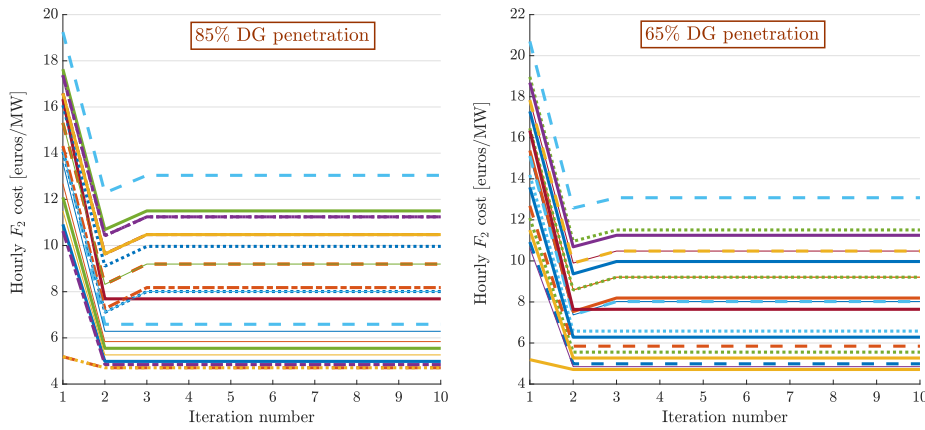 85% DG penetration
20
18
16
14
12
10
8
6
4
1 2 3 4 5 6 7 8 9 10
Iteration number
Hourly F2 cost [euros/MW]
65% DG penetration
22
20
18
16
14
12
10
8
6
4
1 2 3 4 5 6 7 8 9 10
Iteration number
Hourly F2 cost [euros/MW]